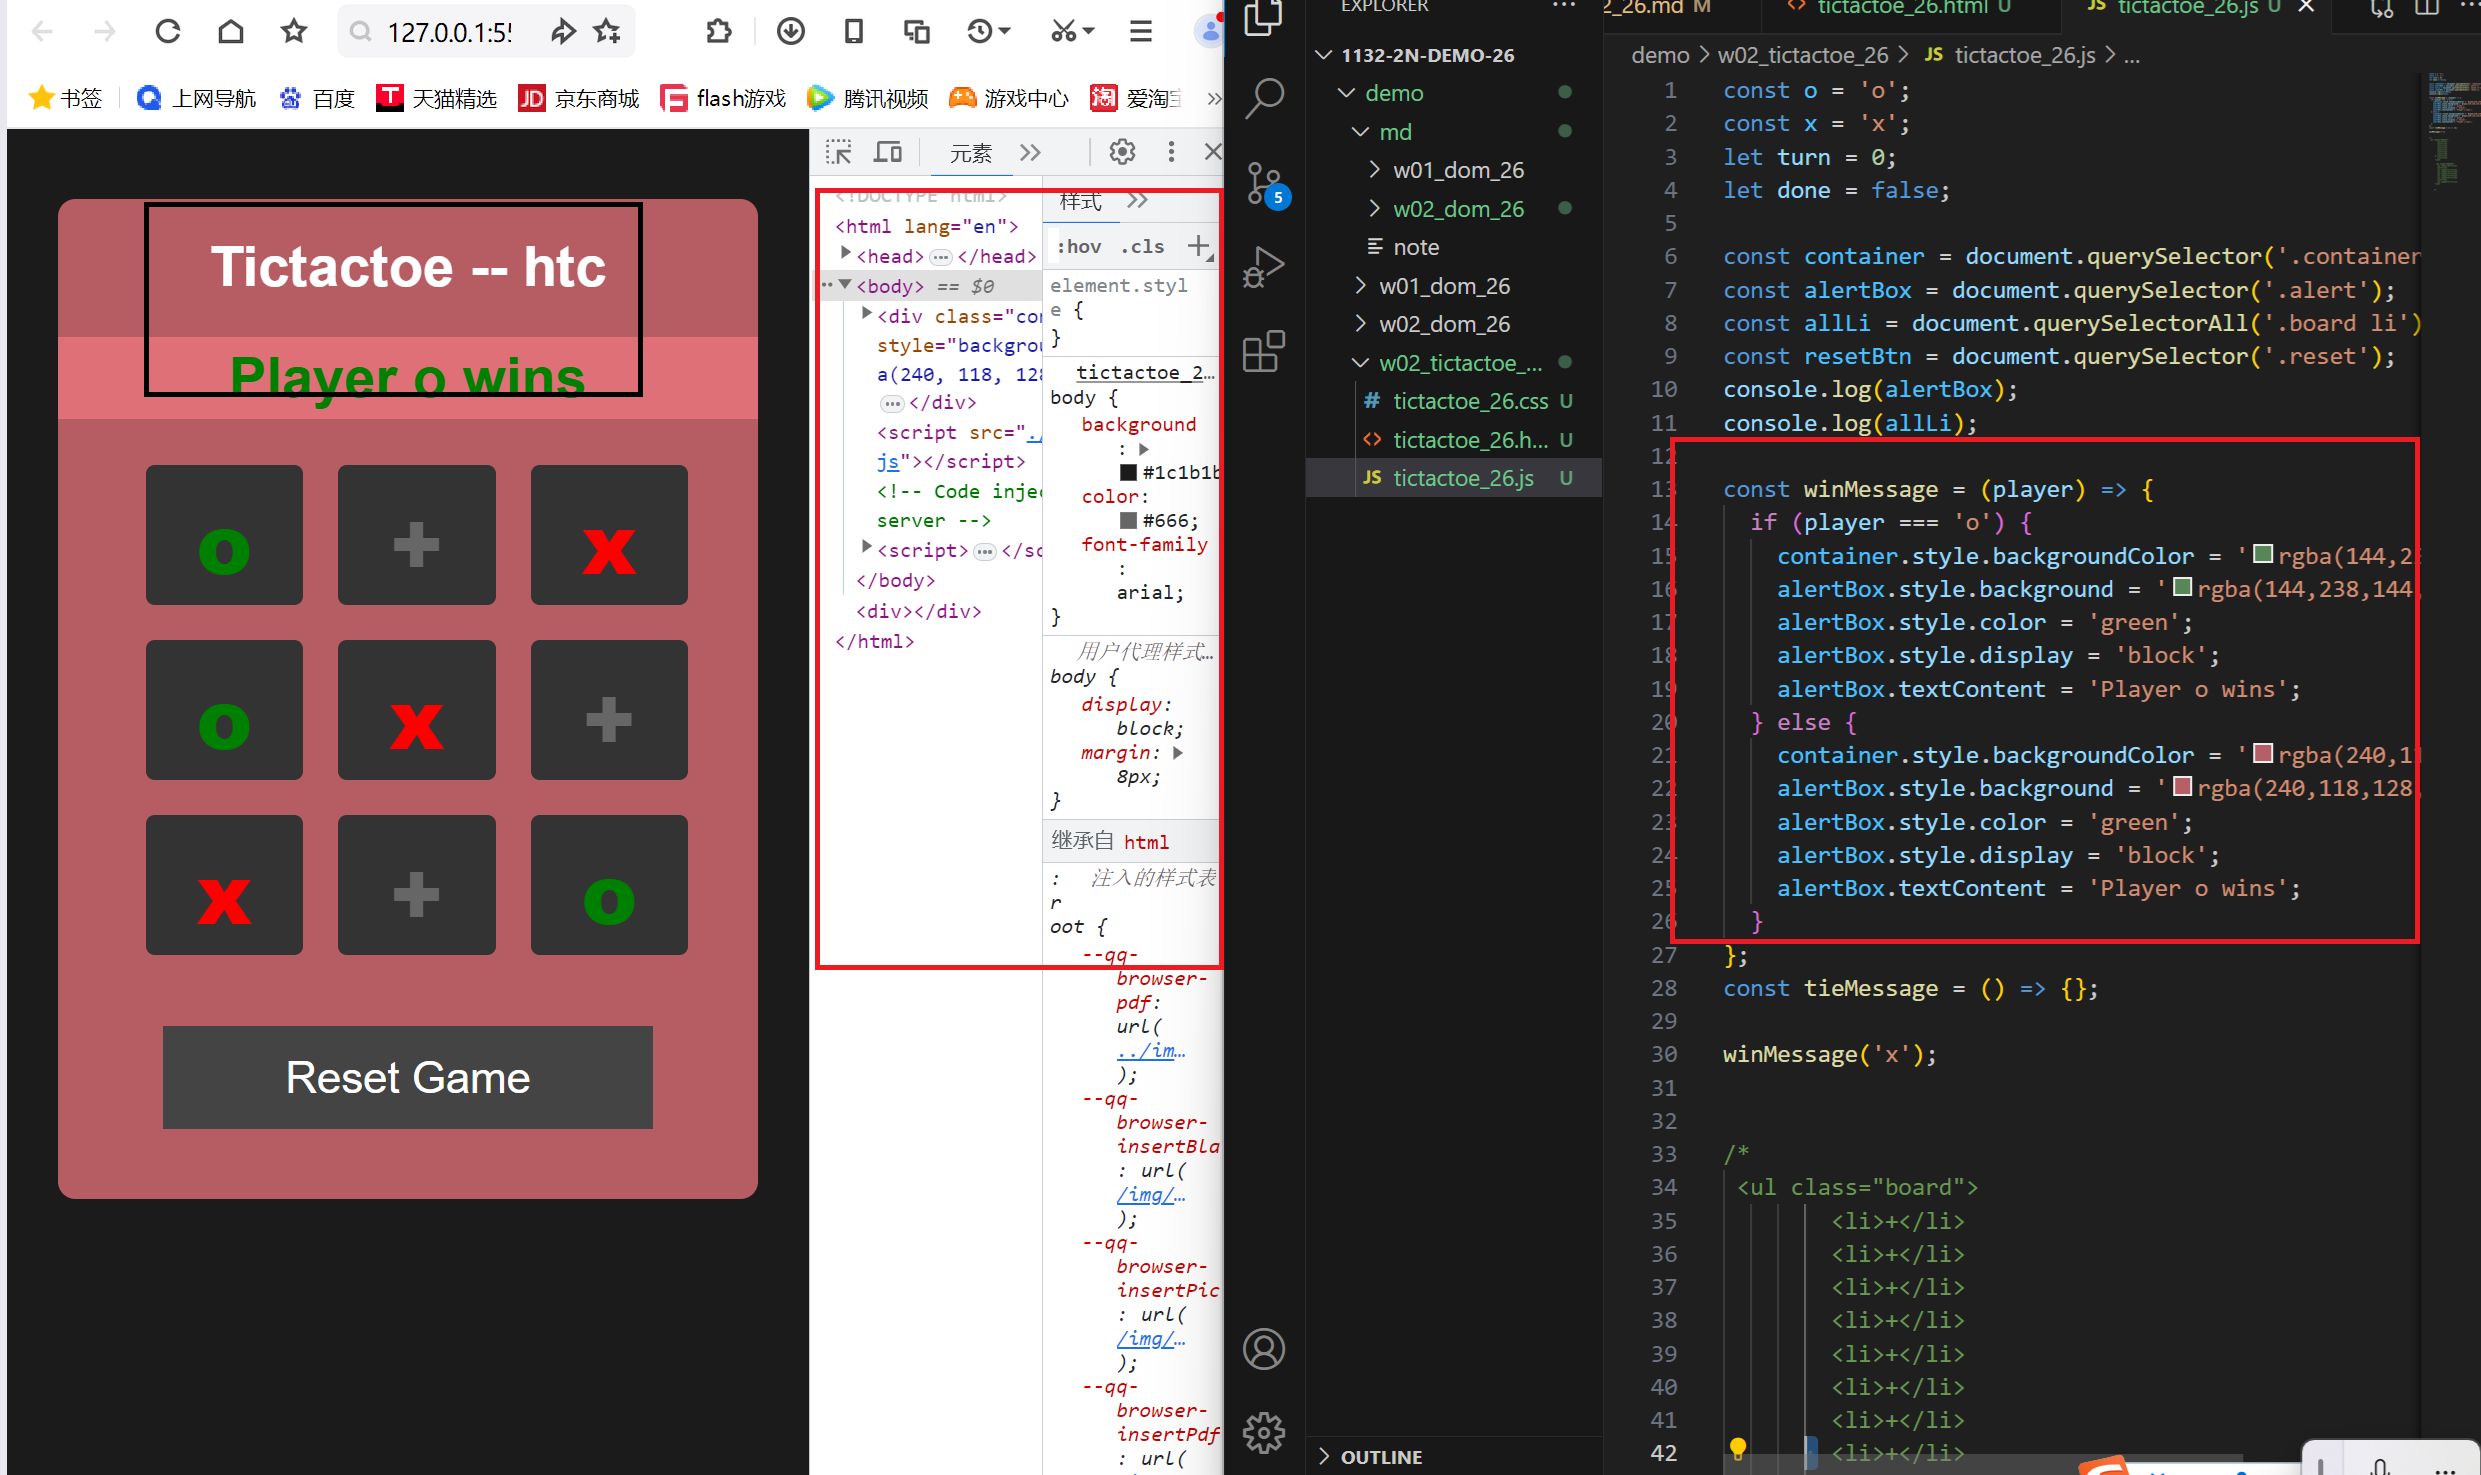 127.0.0.1:5
书签
上网导航
百度
天猫精选
京东商城
flash游戏
腾讯视频
游戏中心
Tictactoe -- htc
Player o wins
o + x
o x +
x + o
Reset Game
元素
<!DOCTYPE html>
<html lang="en">
<head> ··· </head>
<body> == $0
<div class="co
style="backgrou
a(240, 118, 128
··· </div>
<script src="./
js"></script>
<!-- Code inje
server -->
<script> ··· </sc
</body>
<div></div>
</html>
样式
:hov .cls +
element.styl
e {
}
tictactoe_2…
body {
background
:
#1c1b1b
color:
#666;
font-family
:
arial;
}
用户代理样式…
body {
display:
block;
margin:
8px;
}
继承自 html
: 注入的样式表
r
oot {
--qq-
browser-
pdf:
url(
../im…
);
--qq-
browser-
insertBla
: url(
/img/…
);
--qq-
browser-
insertPic
: url(
/img/…
);
--qq-
browser-
insertPdf
: url(
5
EXPLORER
1132-2N-DEMO-26
demo
md
w01_dom_26
w02_dom_26
note
w01_dom_26
w02_dom_26
w02_tictactoe_...
# tictactoe_26.css U
<> tictactoe_26.h... U
JS tictactoe_26.js U
OUTLINE
2_26.md M
<> tictactoe_26.html U
JS tictactoe_26.js U
demo > w02_tictactoe_26 > JS tictactoe_26.js > ...
1 const o = 'o';
2 const x = 'x';
3 let turn = 0;
4 let done = false;
5
6 const container = document.querySelector('.container
7 const alertBox = document.querySelector('.alert');
8 const allLi = document.querySelectorAll('.board li')
9 const resetBtn = document.querySelector('.reset');
10 console.log(alertBox);
11 console.log(allLi);
12
13 const winMessage = (player) => {
14 if (player === 'o') {
15 container.style.backgroundColor = 'rgba(144,2
16 alertBox.style.background = 'rgba(144,238,144,
17 alertBox.style.color = 'green';
18 alertBox.style.display = 'block';
19 alertBox.textContent = 'Player o wins';
20 } else {
21 container.style.backgroundColor = 'rgba(240,11
22 alertBox.style.background = 'rgba(240,118,128,
23 alertBox.style.color = 'green';
24 alertBox.style.display = 'block';
25 alertBox.textContent = 'Player o wins';
26 }
27 };
28 const tieMessage = () => {};
29
30 winMessage('x');
31
32
33 /*
34 <ul class="board">
35 <li>+</li>
36 <li>+</li>
37 <li>+</li>
38 <li>+</li>
39 <li>+</li>
40 <li>+</li>
41 <li>+</li>
42 <li>+</li>